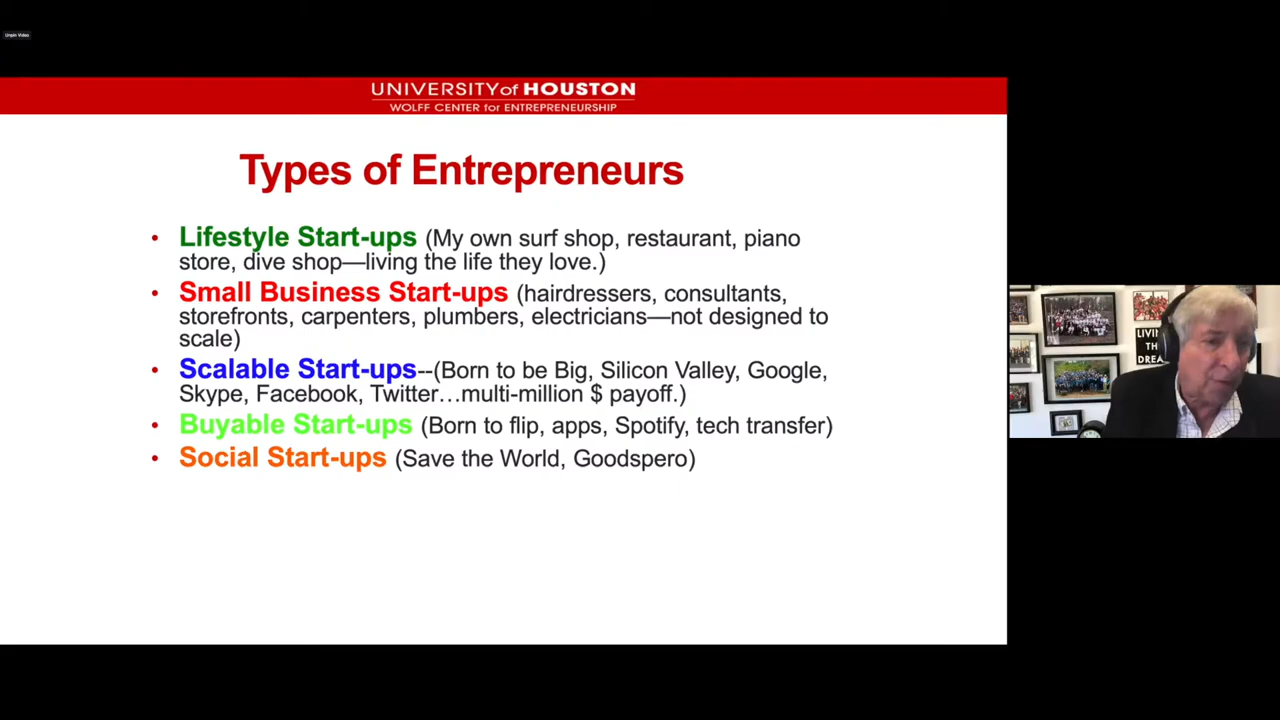 Unpin Video
UNIVERSITY of HOUSTON
WOLFF CENTER for ENTREPRENEURSHIP
Types of Entrepreneurs
• Lifestyle Start-ups (My own surf shop, restaurant, piano
store, dive shop—living the life they love.)
• Small Business Start-ups (hairdressers, consultants,
storefronts, carpenters, plumbers, electricians—not designed to
scale)
• Scalable Start-ups--(Born to be Big, Silicon Valley, Google,
Skype, Facebook, Twitter…multi-million $ payoff.)
• Buyable Start-ups (Born to flip, apps, Spotify, tech transfer)
• Social Start-ups (Save the World, Goodspero)
LIVIN
TH
DREA